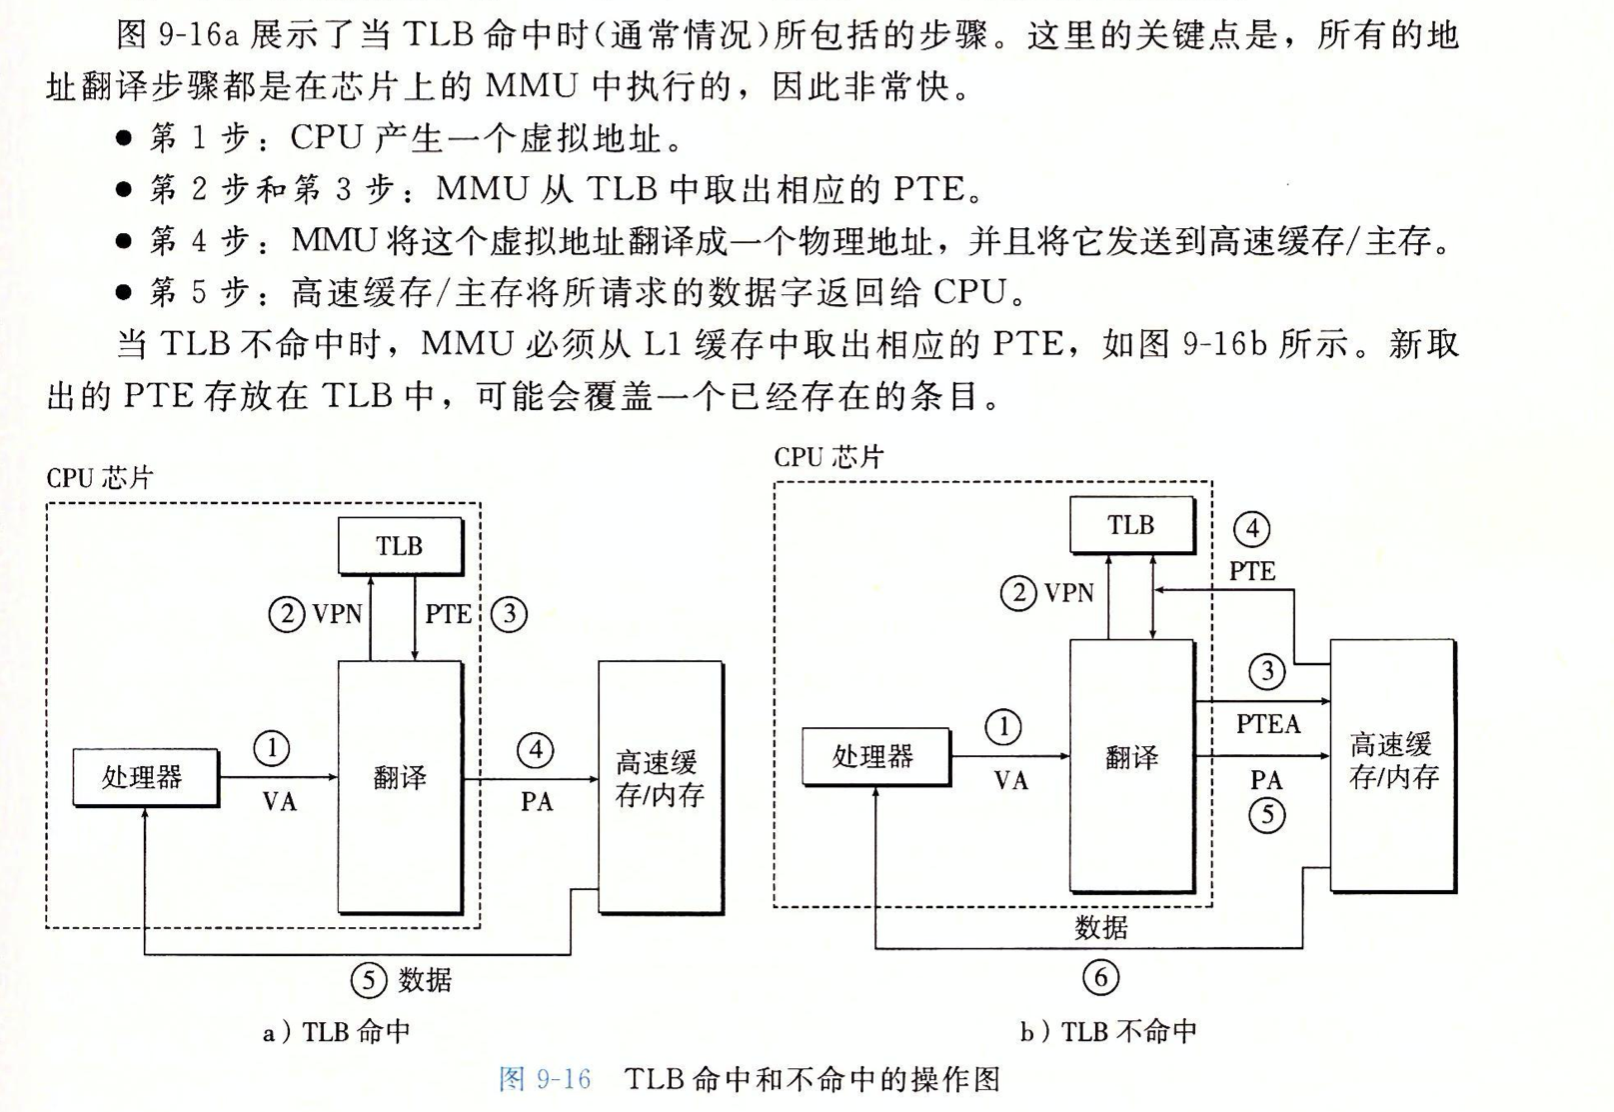 图 9-16a 展示了当 TLB 命中时(通常情况)所包括的步骤。这里的关键点是，所有的地
址翻译步骤都是在芯片上的 MMU 中执行的，因此非常快。
● 第 1 步：CPU 产生一个虚拟地址。
● 第 2 步和第 3 步：MMU 从 TLB 中取出相应的 PTE。
● 第 4 步：MMU 将这个虚拟地址翻译成一个物理地址，并且将它发送到高速缓存/主存。
● 第 5 步：高速缓存/主存将所请求的数据字返回给 CPU。
当 TLB 不命中时，MMU 必须从 L1 缓存中取出相应的 PTE，如图 9-16b 所示。新取
出的 PTE 存放在 TLB 中，可能会覆盖一个已经存在的条目。
CPU 芯片
TLB
② VPN
PTE ③
处理器
①
VA
翻译
④
PA
高速缓
存/内存
⑤ 数据
a）TLB 命中
CPU 芯片
TLB
④
PTE
② VPN
处理器
①
VA
翻译
③
PTEA
PA
⑤
高速缓
存/内存
数据
⑥
b）TLB 不命中
图 9-16 TLB 命中和不命中的操作图